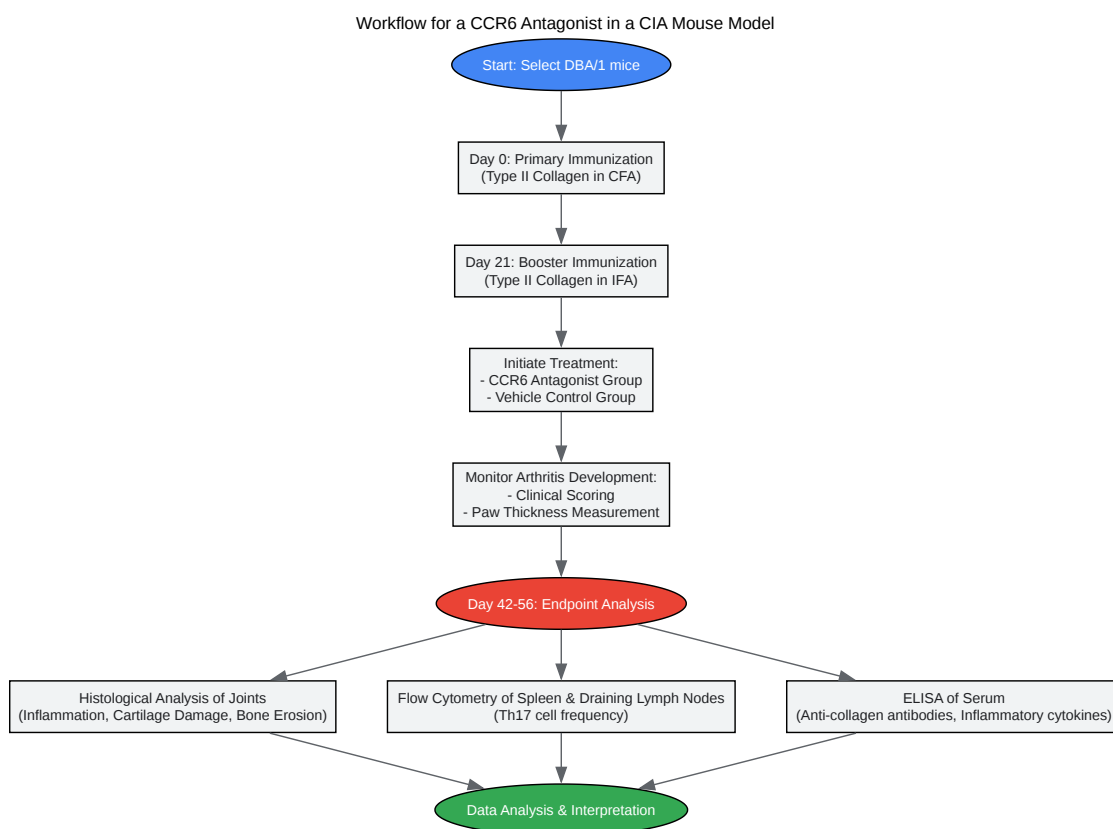 Workflow for a CCR6 Antagonist in a CIA Mouse Model
Start: Select DBA/1 mice
Day 0: Primary Immunization
(Type II Collagen in CFA)
Day 21: Booster Immunization
(Type II Collagen in IFA)
Initiate Treatment:
- CCR6 Antagonist Group
- Vehicle Control Group
Monitor Arthritis Development:
- Clinical Scoring
- Paw Thickness Measurement
Day 42-56: Endpoint Analysis
Histological Analysis of Joints
(Inflammation, Cartilage Damage, Bone Erosion)
Flow Cytometry of Spleen & Draining Lymph Nodes
(Th17 cell frequency)
ELISA of Serum
(Anti-collagen antibodies, Inflammatory cytokines)
Data Analysis & Interpretation